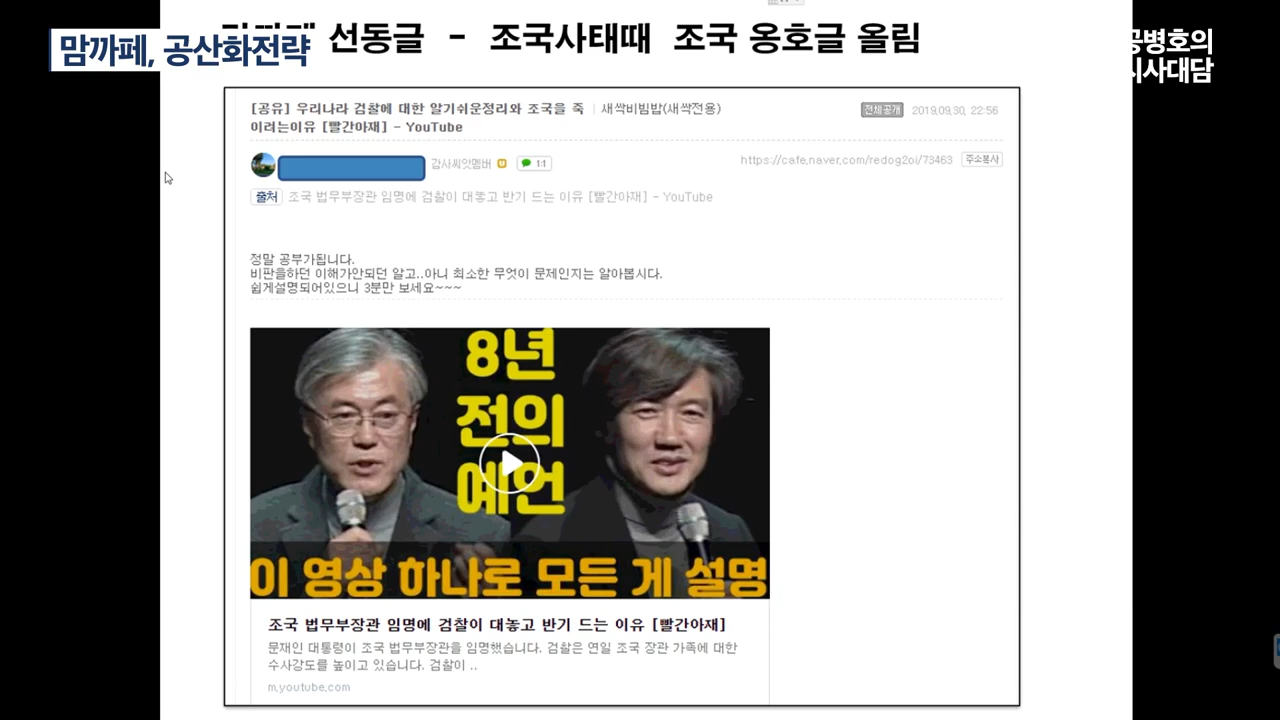 선동글 - 조국사태때 조국 옹호글 올림
맘까페, 공산화전략
공병호의
시사대담
[공유] 우리나라 검찰에 대한 알기쉬운정리와 조국을 죽 | 새싹비빔밥(새싹전용)
이려는이유 [빨간아재] - YouTube
전체공개 2019.09.30. 22:56
감사씨앗멤버 1:1
https://cafe.naver.com/redog2oi/73463 주소복사
출처 조국 법무부장관 임명에 검찰이 대놓고 반기 드는 이유 [빨간아재] - YouTube
정말 공부가됩니다.
비판을하던 이해가안되던 알고..아니 최소한 무엇이 문제인지는 알아봅시다.
쉽게설명되어있으니 3분만 보세요~~~
8년
전의
예언
이 영상 하나로 모든 게 설명
조국 법무부장관 임명에 검찰이 대놓고 반기 드는 이유 [빨간아재]
문재인 대통령이 조국 법무부장관을 임명했습니다. 검찰은 연일 조국 장관 가족에 대한
수사강도를 높이고 있습니다. 검찰이 ..
m.youtube.com